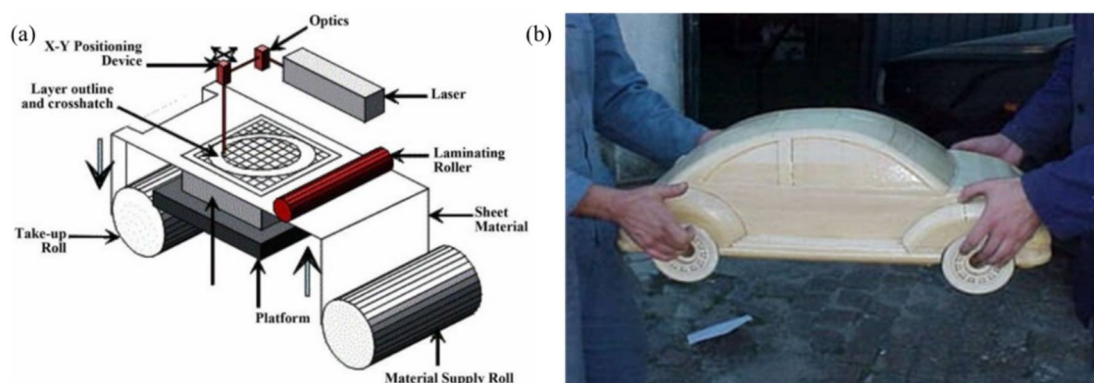 (a)
X-Y Positioning
Device
Optics
Layer outline
and crosshatch
Laser
Laminating
Roller
Sheet
Material
Take-up
Roll
Platform
Material Supply Roll
(b)